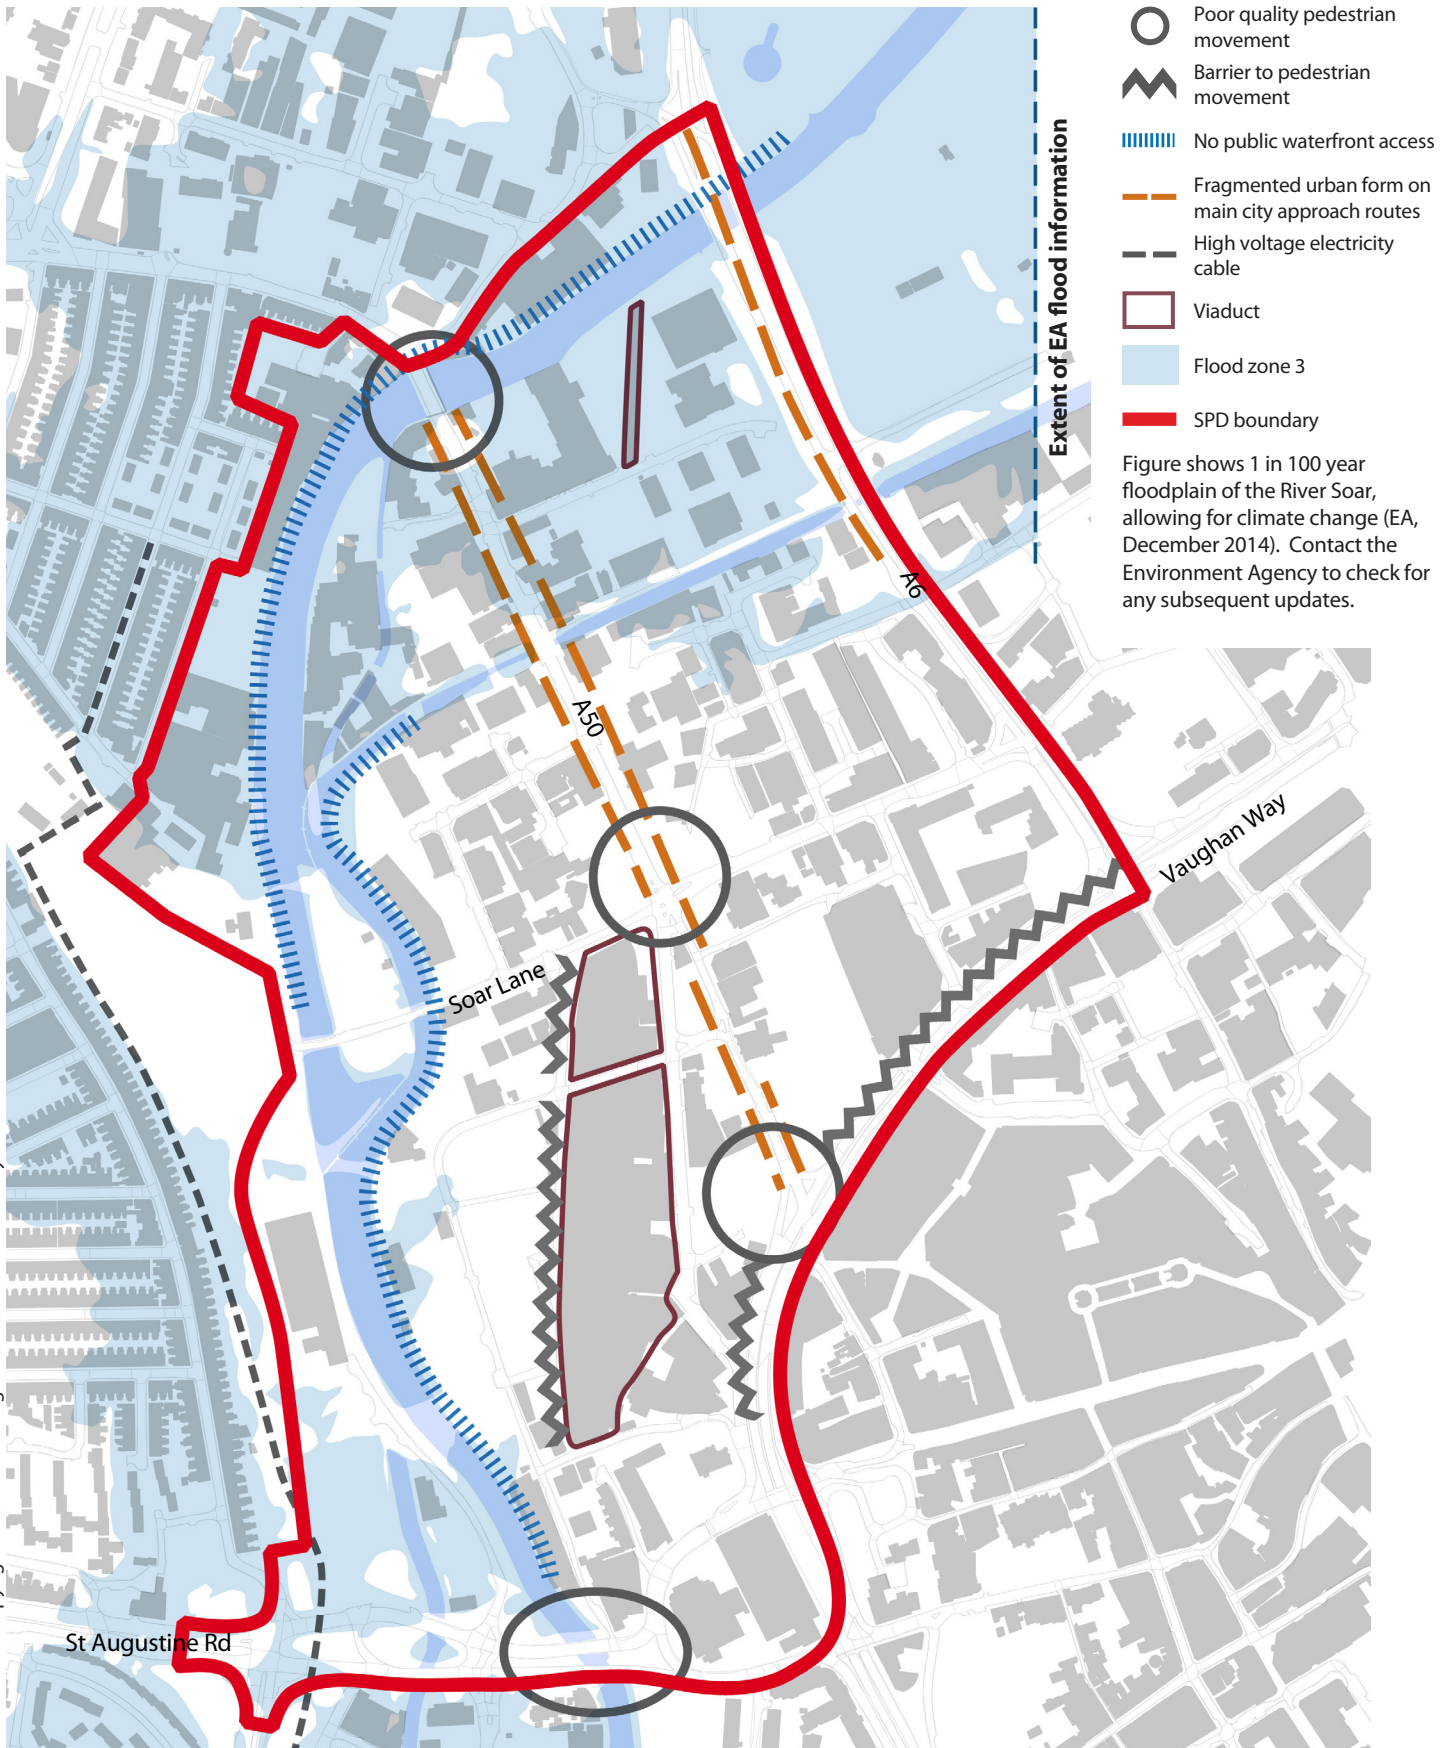 Poor quality pedestrian
movement
Barrier to pedestrian
movement
No public waterfront access
Fragmented urban form on
main city approach routes
High voltage electricity
cable
Viaduct
Flood zone 3
SPD boundary
Figure shows 1 in 100 year
floodplain of the River Soar,
allowing for climate change (EA,
December 2014).  Contact the
Environment Agency to check for
any subsequent updates.
Extent of EA flood information
A6
A50
Vaughan Way
Soar Lane
St Augustine Rd